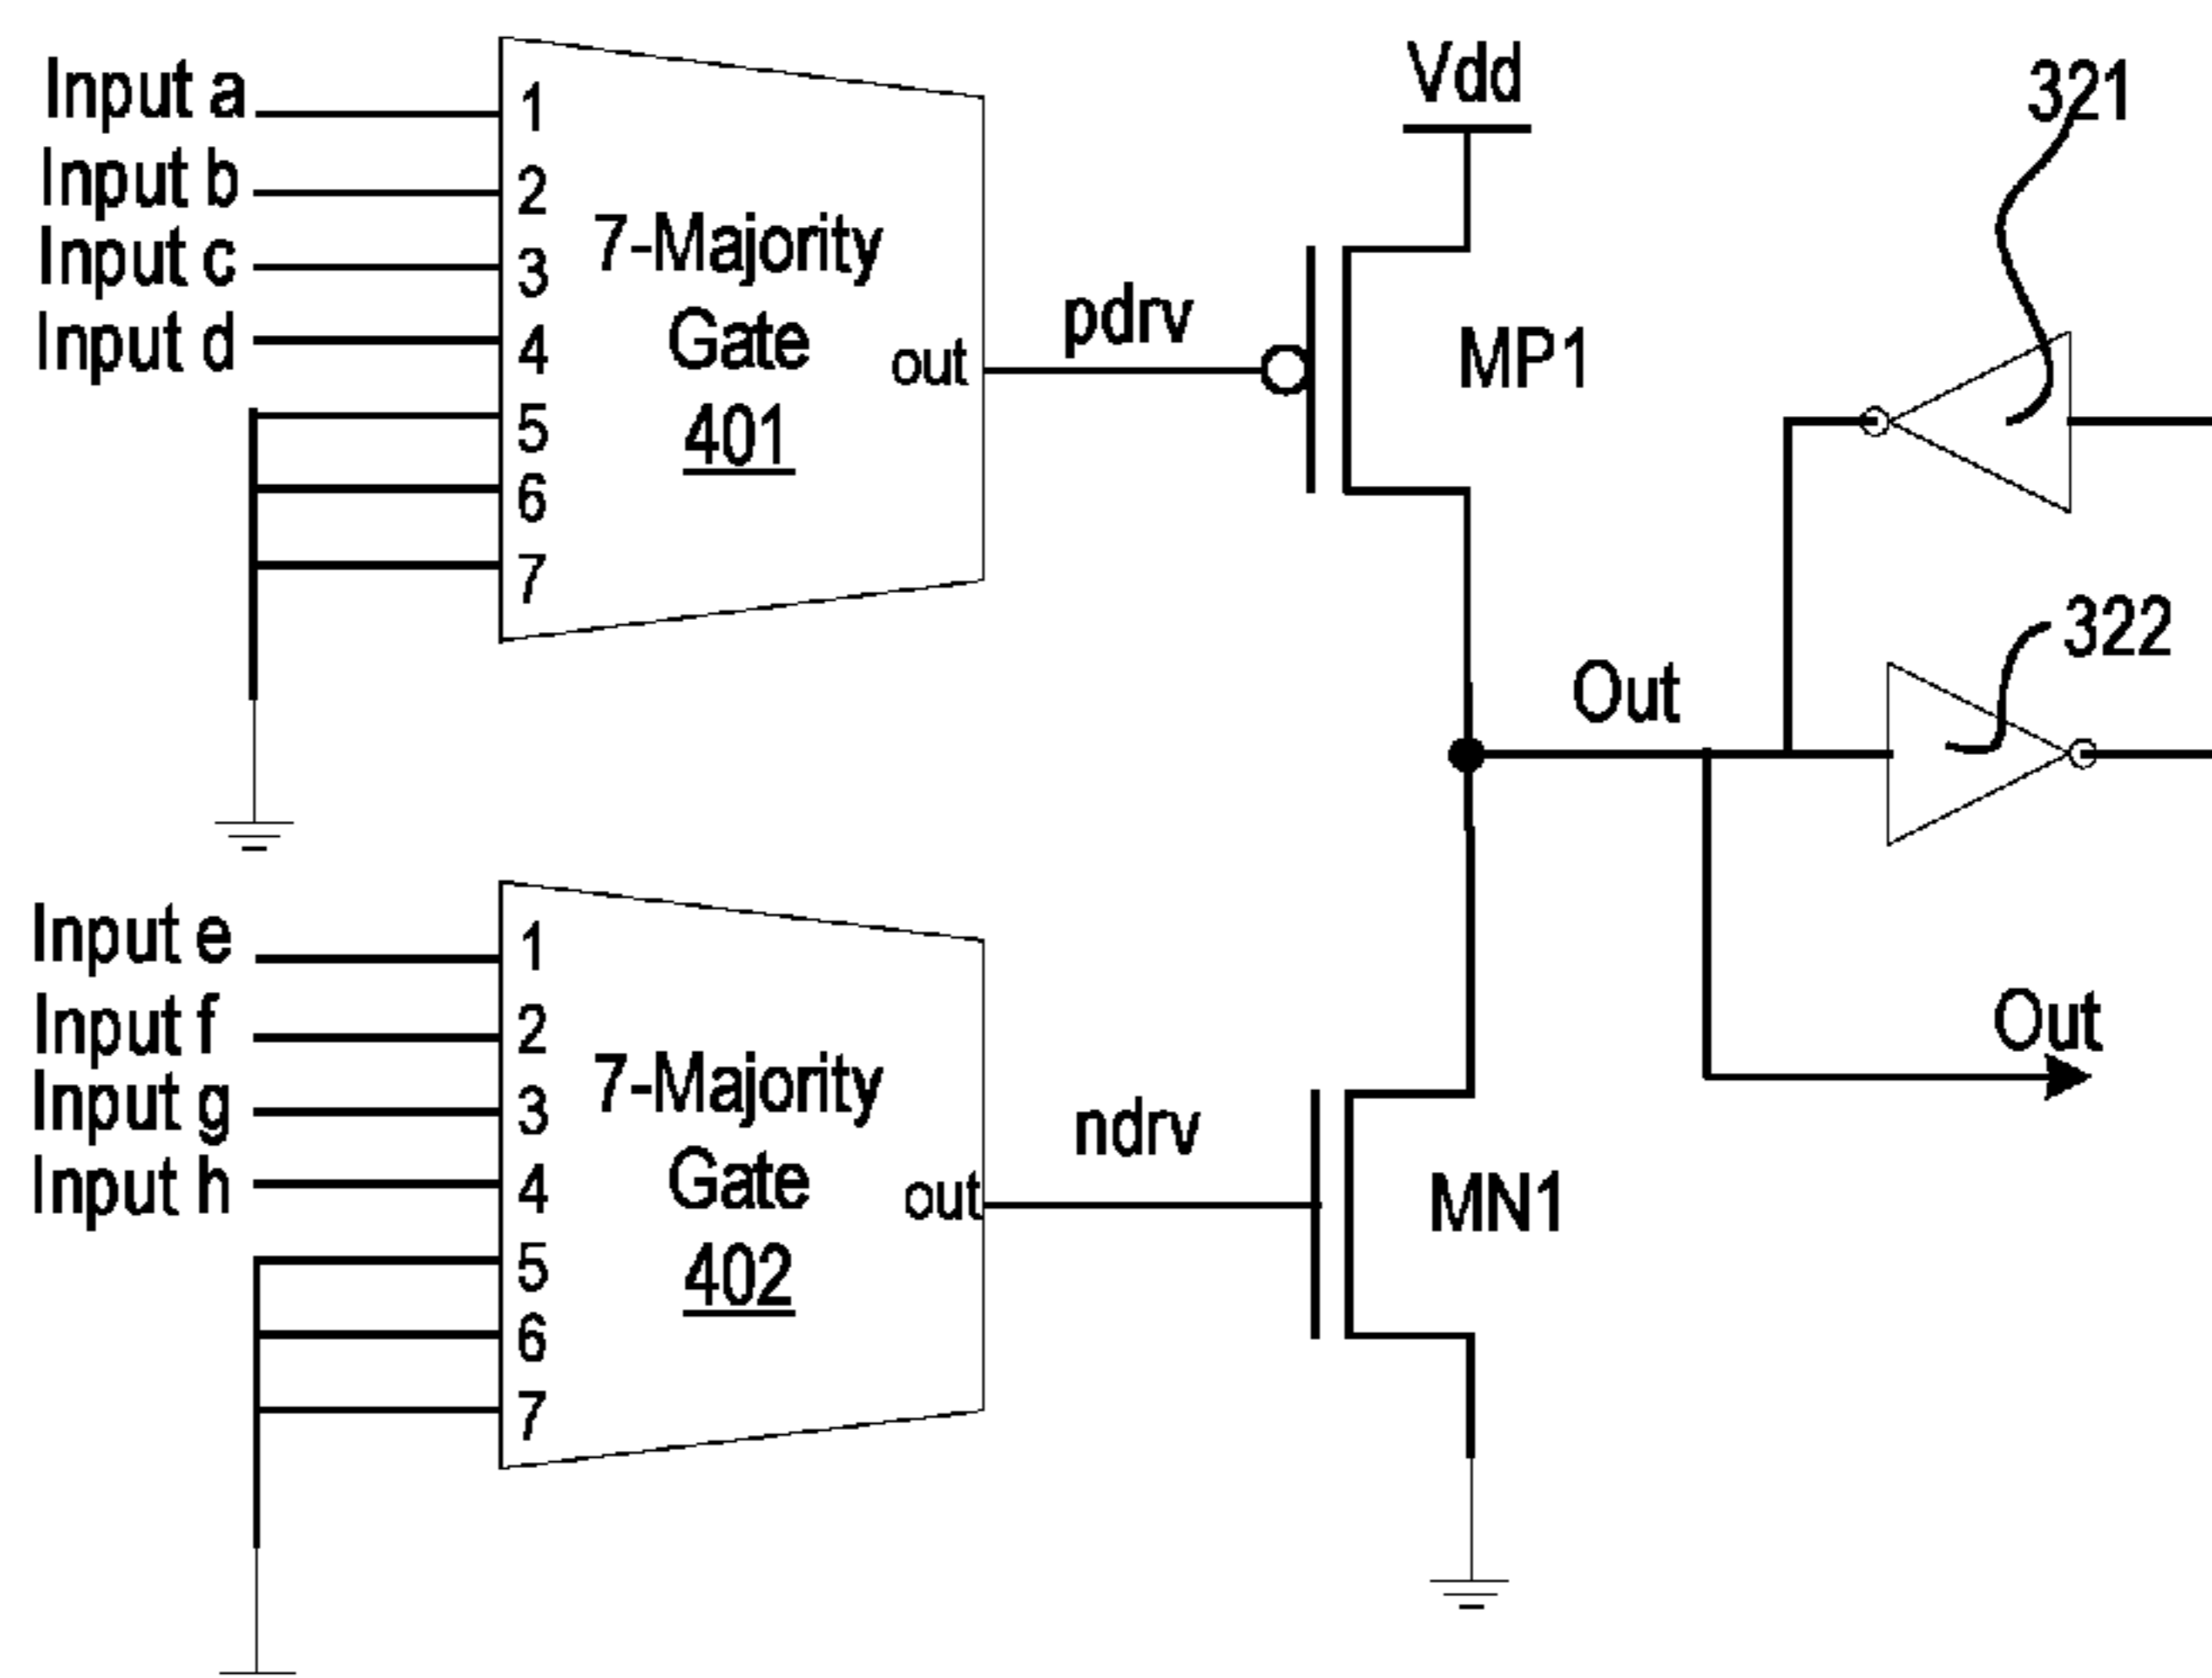 Input a
Input b
Input c
Input d
1
2
3
4
5
6
7
7-Majority
Gate
401
out
pdrv
Vdd
MP1
321
322
Out
Out
Input e
Input f
Input g
Input h
1
2
3
4
5
6
7
7-Majority
Gate
402
out
ndrv
MN1